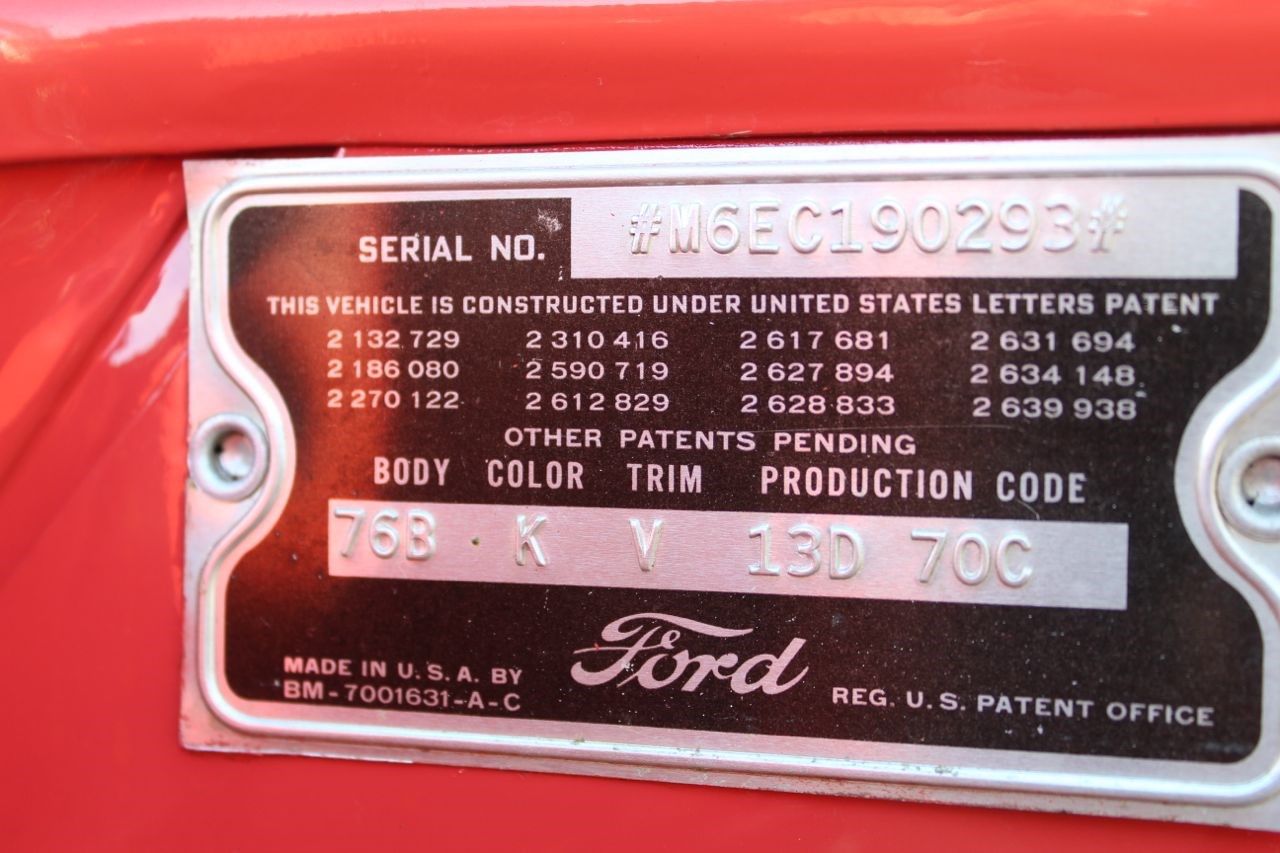 SERIAL NO. #M6EC190293#
THIS VEHICLE IS CONSTRUCTED UNDER UNITED STATES LETTERS PATENT
2 132 729 2 310 416 2 617 681 2 631 694
2 186 080 2 590 719 2 627 894 2 634 148
2 270 122 2 612 829 2 628 833 2 639 938
OTHER PATENTS PENDING
BODY COLOR TRIM PRODUCTION CODE
76B · K V 13D 70C
Ford
MADE IN U.S.A. BY
BM-7001631-A-C
REG. U.S. PATENT OFFICE